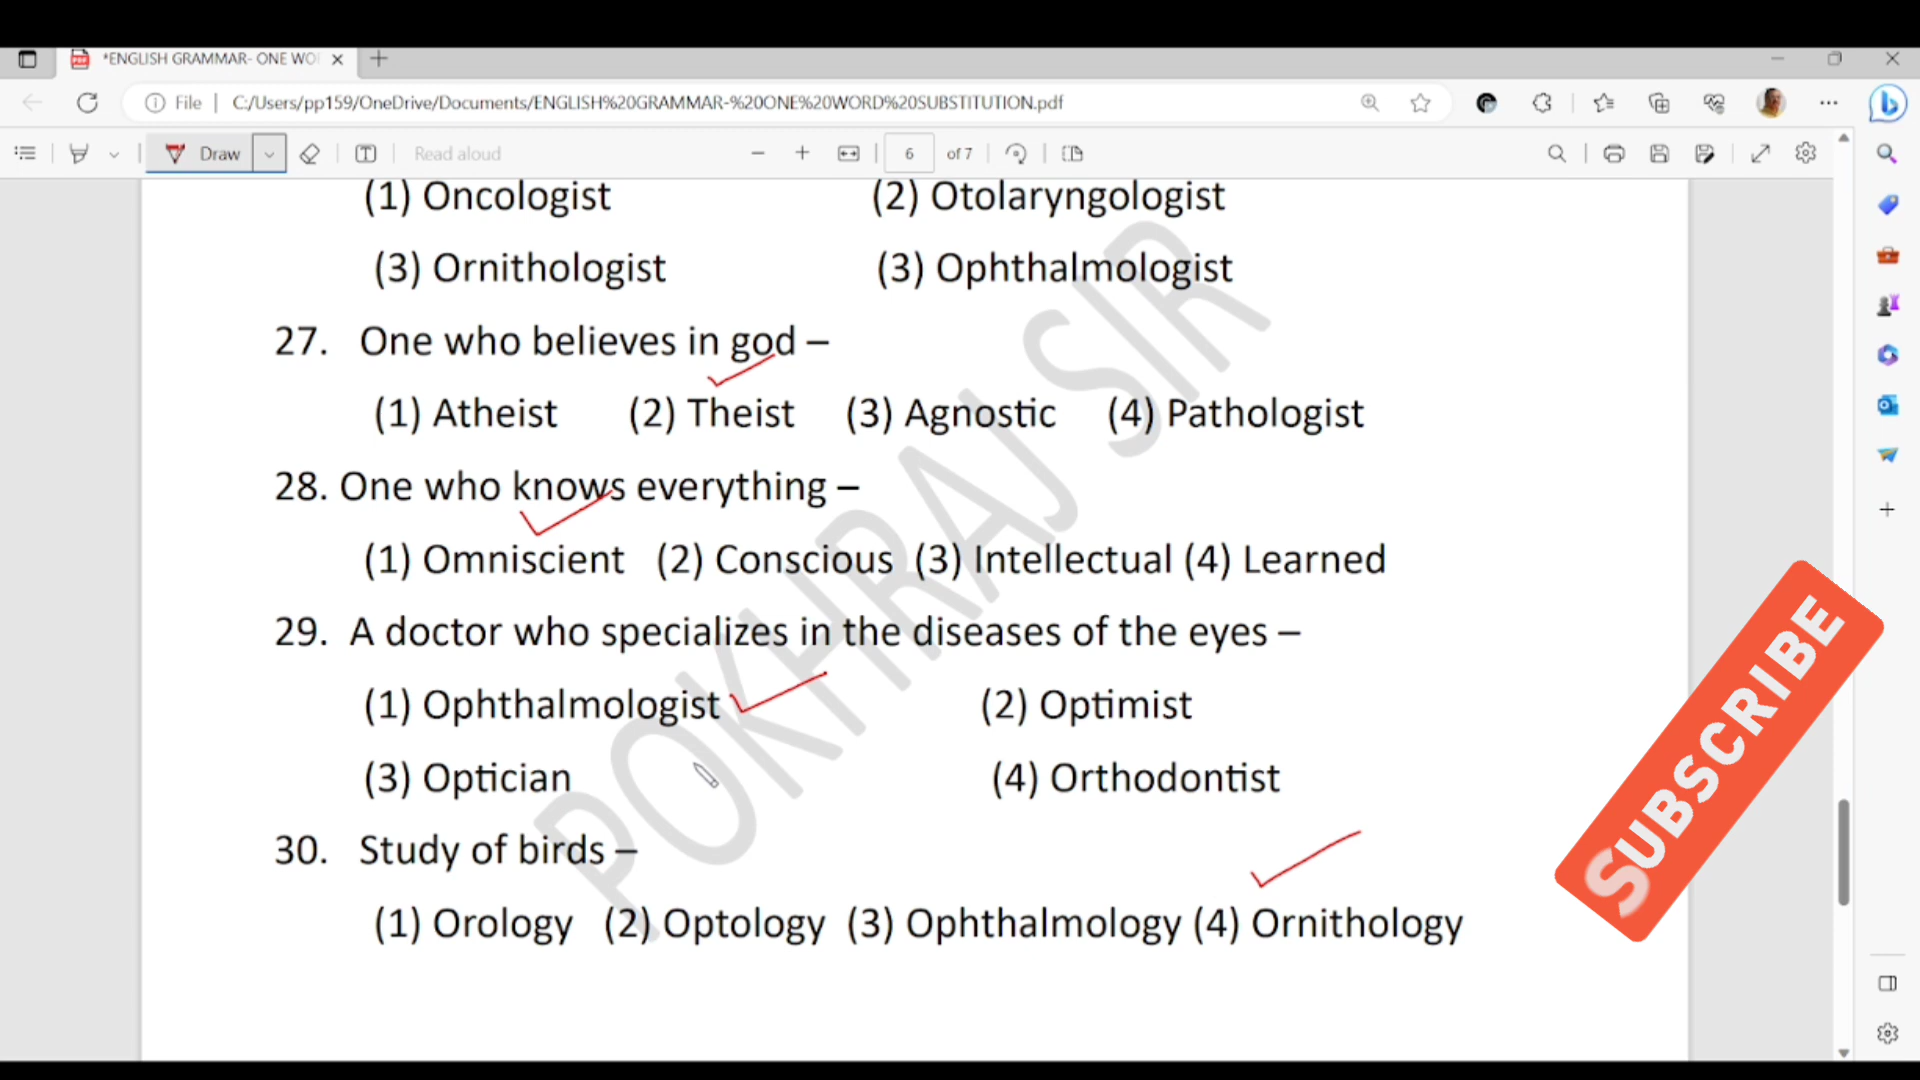 *ENGLISH GRAMMAR- ONE WO
File C:/Users/pp159/OneDrive/Documents/ENGLISH%20GRAMMAR-%20ONE%20WORD%20SUBSTITUTION.pdf
Draw Read aloud 6 of 7
(1) Oncologist (2) Otolaryngologist
(3) Ornithologist (3) Ophthalmologist
27. One who believes in god –
(1) Atheist (2) Theist (3) Agnostic (4) Pathologist
28. One who knows everything –
(1) Omniscient (2) Conscious (3) Intellectual (4) Learned
29. A doctor who specializes in the diseases of the eyes –
(1) Ophthalmologist (2) Optimist
(3) Optician (4) Orthodontist
30. Study of birds –
(1) Orology (2) Optology (3) Ophthalmology (4) Ornithology
POKHRAJ SIR
SUBSCRIBE